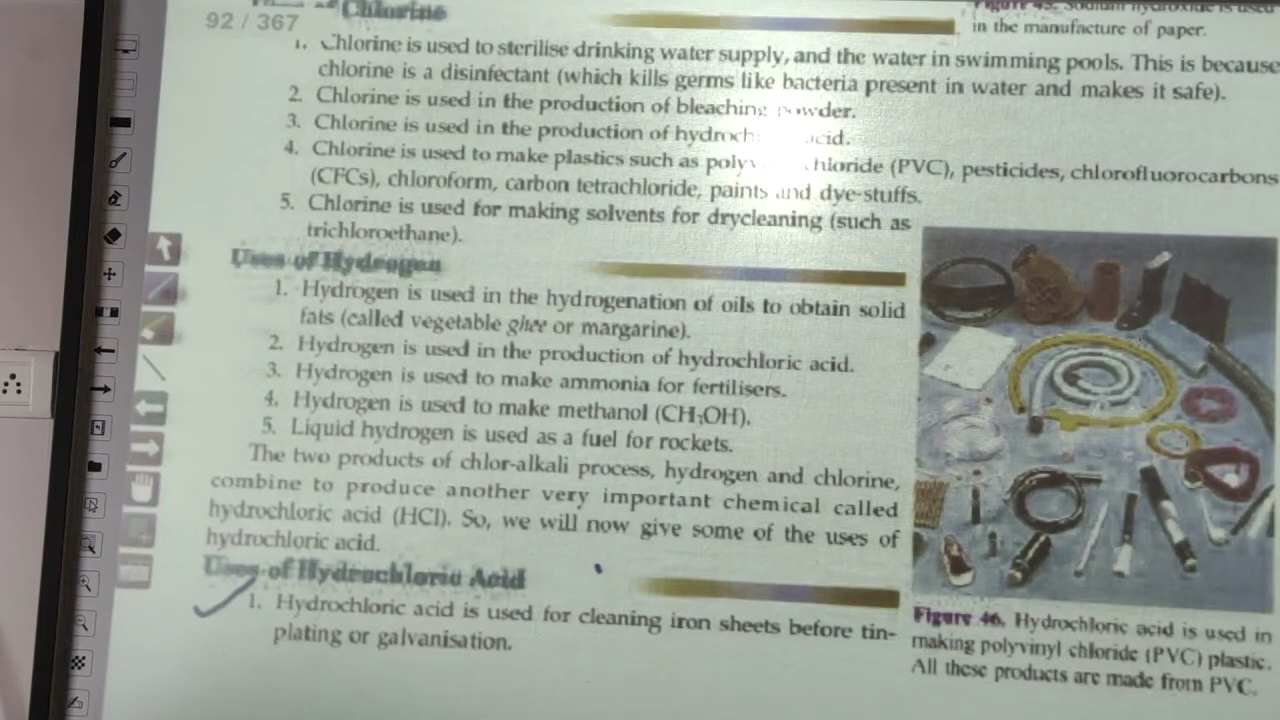 92 / 367
of Chlorine
Figure 45. Sodium hydroxide is used
in the manufacture of paper.
1. Chlorine is used to sterilise drinking water supply, and the water in swimming pools. This is because
chlorine is a disinfectant (which kills germs like bacteria present in water and makes it safe).
2. Chlorine is used in the production of bleaching powder.
3. Chlorine is used in the production of
4. Chlorine is used to make plastics such as (PVC), pesticides, chlorofluorocarbons
(CFCs), chloroform, carbon tetrachloride, paints and dye-stuffs.
5. Chlorine is used for making solvents for drycleaning (such as
trichloroethane).
Uses of Hydrogen
1. Hydrogen is used in the hydrogenation of oils to obtain solid
fats (called vegetable ghee or margarine).
2. Hydrogen is used in the production of hydrochloric acid.
3. Hydrogen is used to make ammonia for fertilisers.
4. Hydrogen is used to make methanol (CH3OH).
5. Liquid hydrogen is used as a fuel for rockets.
The two products of chlor-alkali process, hydrogen and chlorine,
combine to produce another very important chemical called
hydrochloric acid (HCl). So, we will now give some of the uses of
hydrochloric acid.
Uses of Hydrochloric Acid
1. Hydrochloric acid is used for cleaning iron sheets before tin-
plating or galvanisation.
Figure 46. Hydrochloric acid is used in
making polyvinyl chloride (PVC) plastic.
All these products are made from PVC.